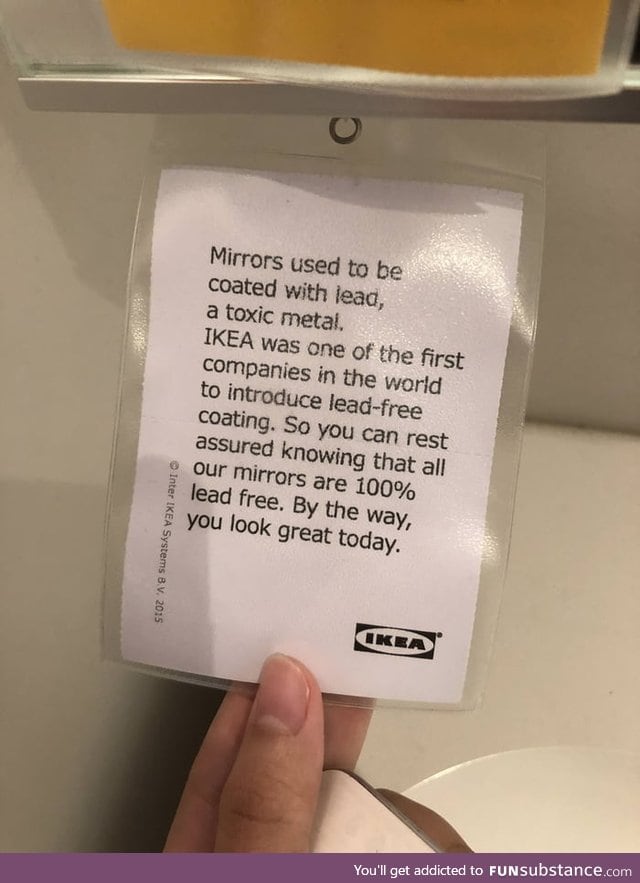 Mirrors used to be
coated with lead,
a toxic metal.
IKEA was one of the first
companies in the world
to introduce lead-free
coating. So you can rest
assured knowing that all
our mirrors are 100%
lead free. By the way,
you look great today.
© Inter IKEA Systems B.V. 2015
IKEA®
You'll get addicted to FUNsubstance.com